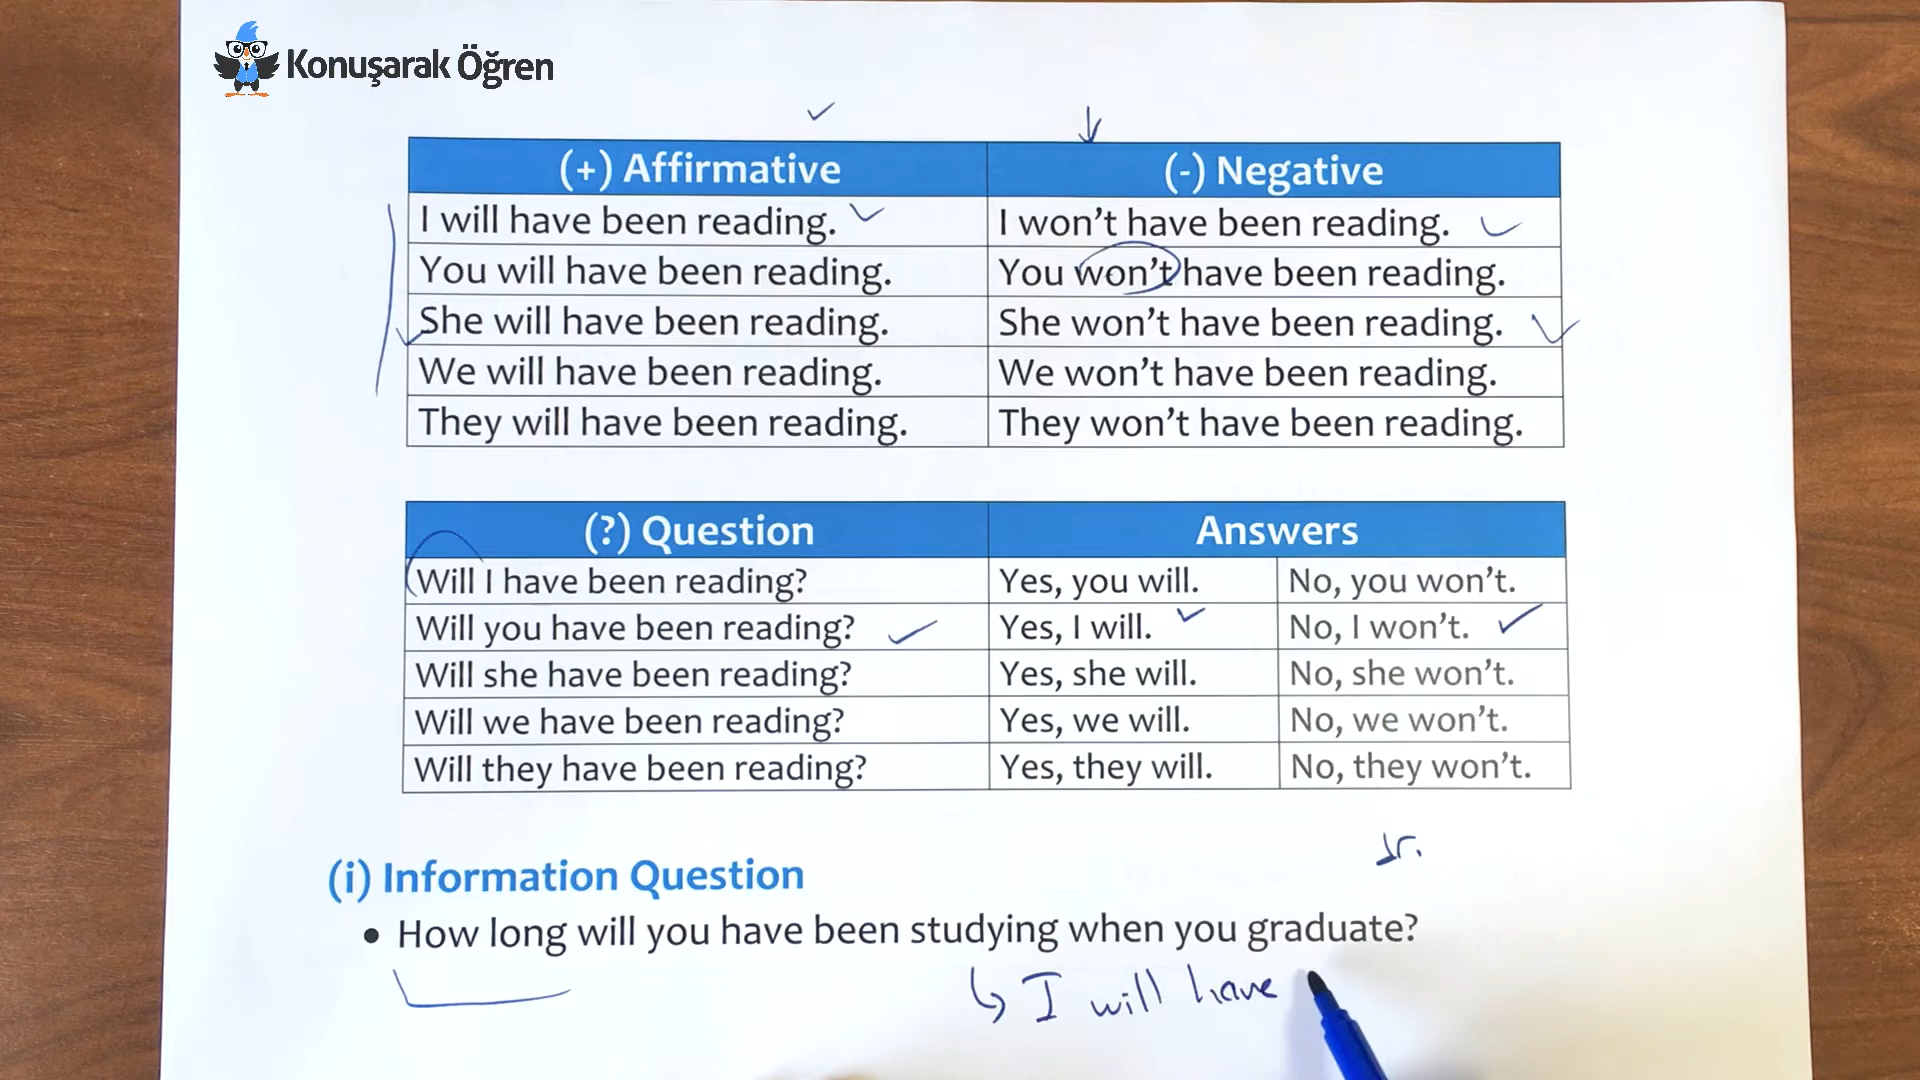 Konuşarak Öğren
(+) Affirmative (-) Negative
I will have been reading. I won't have been reading.
You will have been reading. You won't have been reading.
She will have been reading. She won't have been reading.
We will have been reading. We won't have been reading.
They will have been reading. They won't have been reading.
(?) Question Answers
Will I have been reading? Yes, you will. No, you won't.
Will you have been reading? Yes, I will. No, I won't.
Will she have been reading? Yes, she will. No, she won't.
Will we have been reading? Yes, we will. No, we won't.
Will they have been reading? Yes, they will. No, they won't.
(i) Information Question
• How long will you have been studying when you graduate?
I will have